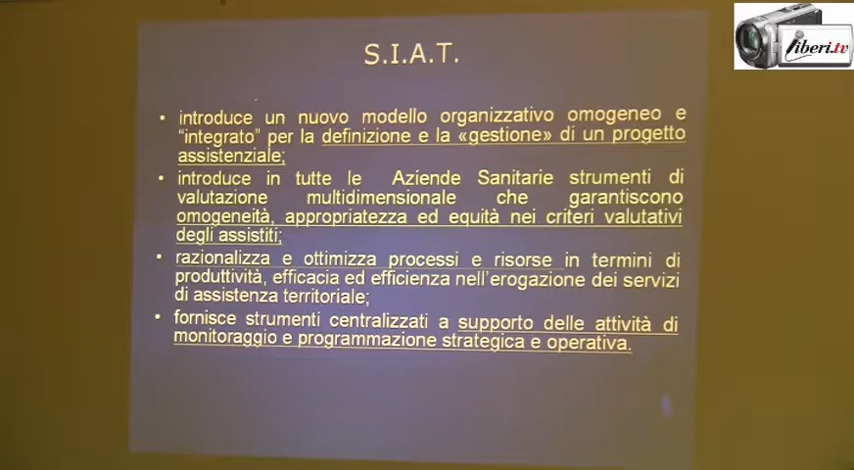 liberi.tv
S.I.A.T.
• introduce un nuovo modello organizzativo omogeneo e
“integrato” per la definizione e la «gestione» di un progetto
assistenziale;
• introduce in tutte le Aziende Sanitarie strumenti di
valutazione multidimensionale che garantiscono
omogeneità, appropriatezza ed equità nei criteri valutativi
degli assistiti;
• razionalizza e ottimizza processi e risorse in termini di
produttività, efficacia ed efficienza nell’erogazione dei servizi
di assistenza territoriale;
• fornisce strumenti centralizzati a supporto delle attività di
monitoraggio e programmazione strategica e operativa.